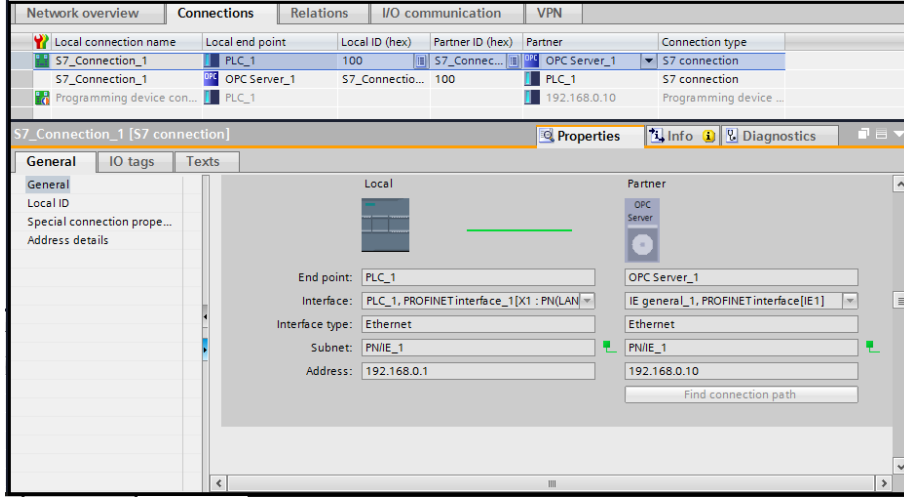 Network overview Connections Relations I/O communication VPN
Local connection name Local end point Local ID (hex) Partner ID (hex) Partner Connection type
S7_Connection_1 PLC_1 100 S7_Connec... OPC OPC Server_1 S7 connection
S7_Connection_1 OPC OPC Server_1 S7_Connectio... 100 PLC_1 S7 connection
Programming device con... PLC_1 192.168.0.10 Programming device ...
S7_Connection_1 [S7 connection] Properties Info Diagnostics
General IO tags Texts
General
Local ID
Special connection prope...
Address details
Local Partner
OPC
Server
End point: PLC_1 OPC Server_1
Interface: PLC_1, PROFINET interface_1[X1 : PN(LAN IE general_1, PROFINET interface[IE1]
Interface type: Ethernet Ethernet
Subnet: PN/IE_1 PN/IE_1
Address: 192.168.0.1 192.168.0.10
Find connection path